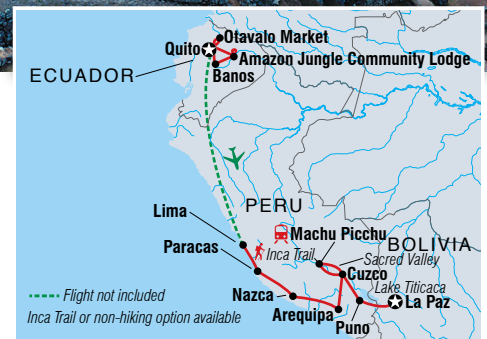 Otavalo Market
Quito
Amazon Jungle Community Lodge
ECUADOR
Banos
PERU
Lima
Machu Picchu
BOLIVIA
Paracas
Inca Trail
Sacred Valley
Cuzco
Lake Titicaca
Nazca
La Paz
Arequipa
Puno
Flight not included
Inca Trail or non-hiking option available